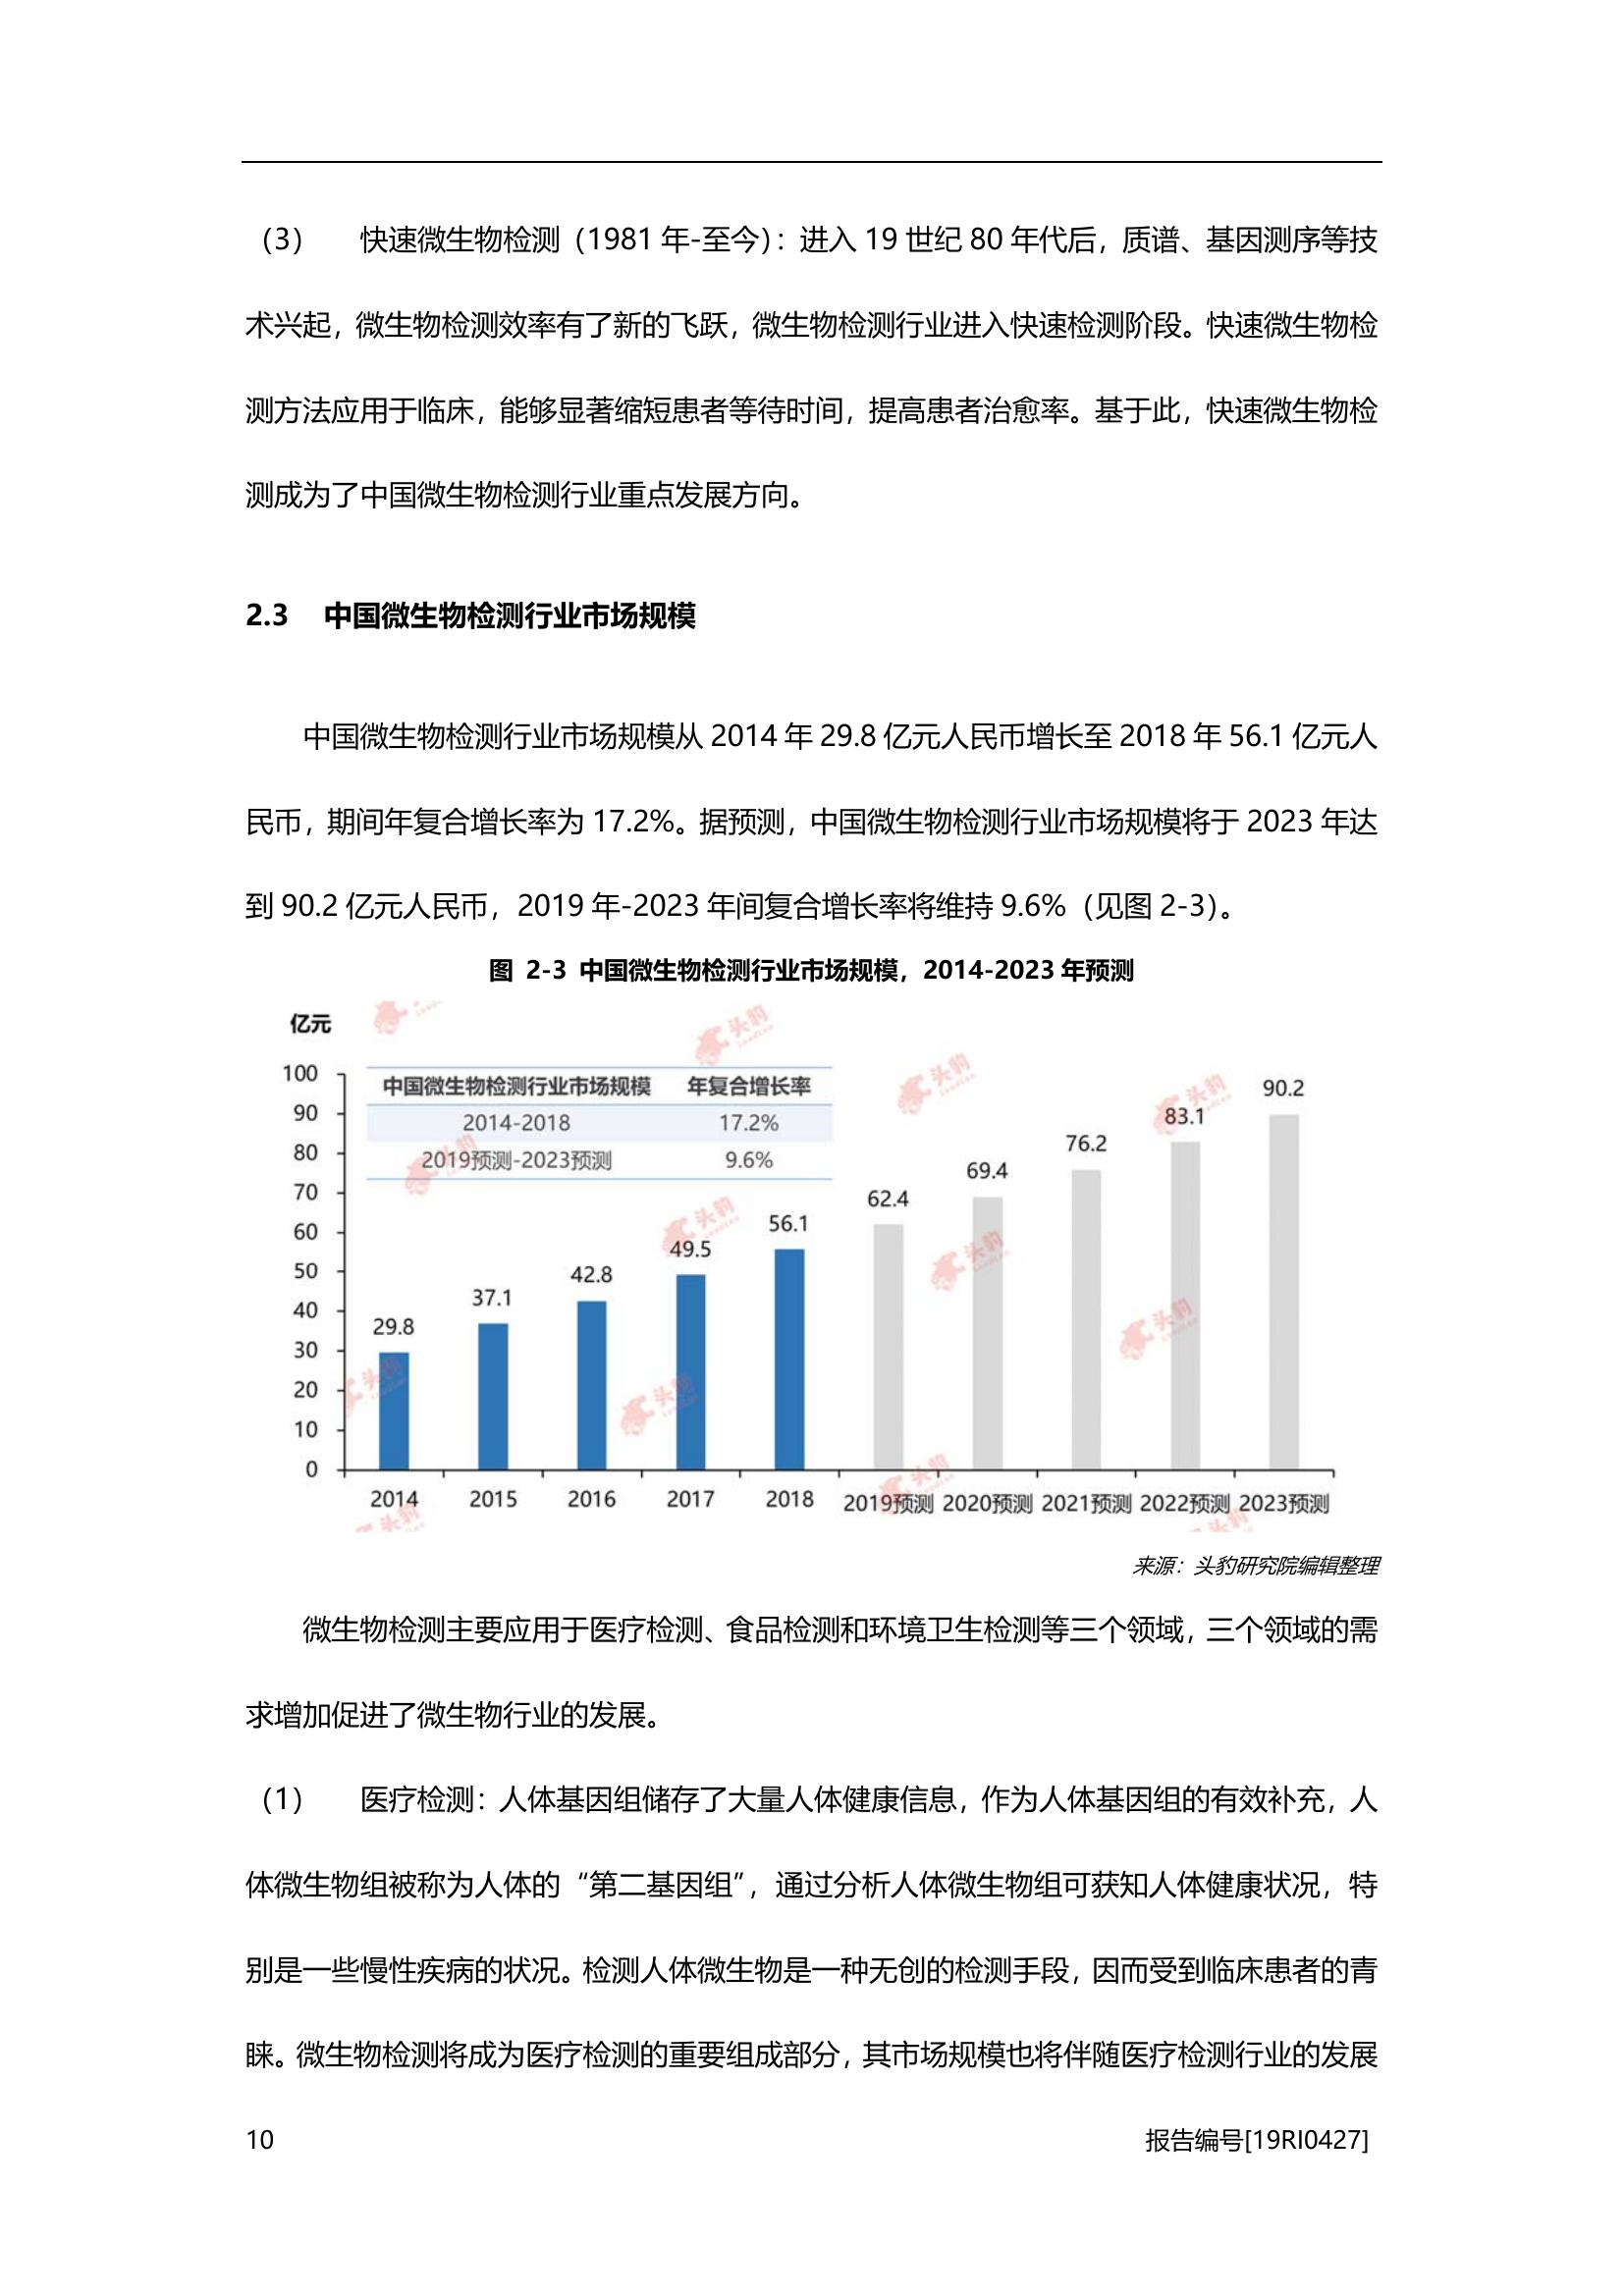 （3） 快速微生物检测（1981 年-至今）：进入 19 世纪 80 年代后，质谱、基因测序等技
术兴起，微生物检测效率有了新的飞跃，微生物检测行业进入快速检测阶段。快速微生物检
测方法应用于临床，能够显著缩短患者等待时间，提高患者治愈率。基于此，快速微生物检
测成为了中国微生物检测行业重点发展方向。
2.3 中国微生物检测行业市场规模
中国微生物检测行业市场规模从 2014 年 29.8 亿元人民币增长至 2018 年 56.1 亿元人
民币，期间年复合增长率为 17.2%。据预测，中国微生物检测行业市场规模将于 2023 年达
到 90.2 亿元人民币，2019 年-2023 年间复合增长率将维持 9.6%（见图 2-3）。
图 2-3 中国微生物检测行业市场规模，2014-2023 年预测
亿元
中国微生物检测行业市场规模 年复合增长率
2014-2018 17.2%
2019预测-2023预测 9.6%
100
90
80
70
60
50
40
30
20
10
0
29.8
37.1
42.8
49.5
56.1
62.4
69.4
76.2
83.1
90.2
2014 2015 2016 2017 2018 2019预测 2020预测 2021预测 2022预测 2023预测
头豹
头豹
头豹
头豹
头豹
头豹
头豹
头豹
头豹
头豹
头豹
头豹
来源：头豹研究院编辑整理
微生物检测主要应用于医疗检测、食品检测和环境卫生检测等三个领域，三个领域的需
求增加促进了微生物行业的发展。
（1） 医疗检测：人体基因组储存了大量人体健康信息，作为人体基因组的有效补充，人
体微生物组被称为人体的“第二基因组”，通过分析人体微生物组可获知人体健康状况，特
别是一些慢性疾病的状况。检测人体微生物是一种无创的检测手段，因而受到临床患者的青
睐。微生物检测将成为医疗检测的重要组成部分，其市场规模也将伴随医疗检测行业的发展
10 报告编号[19RI0427]